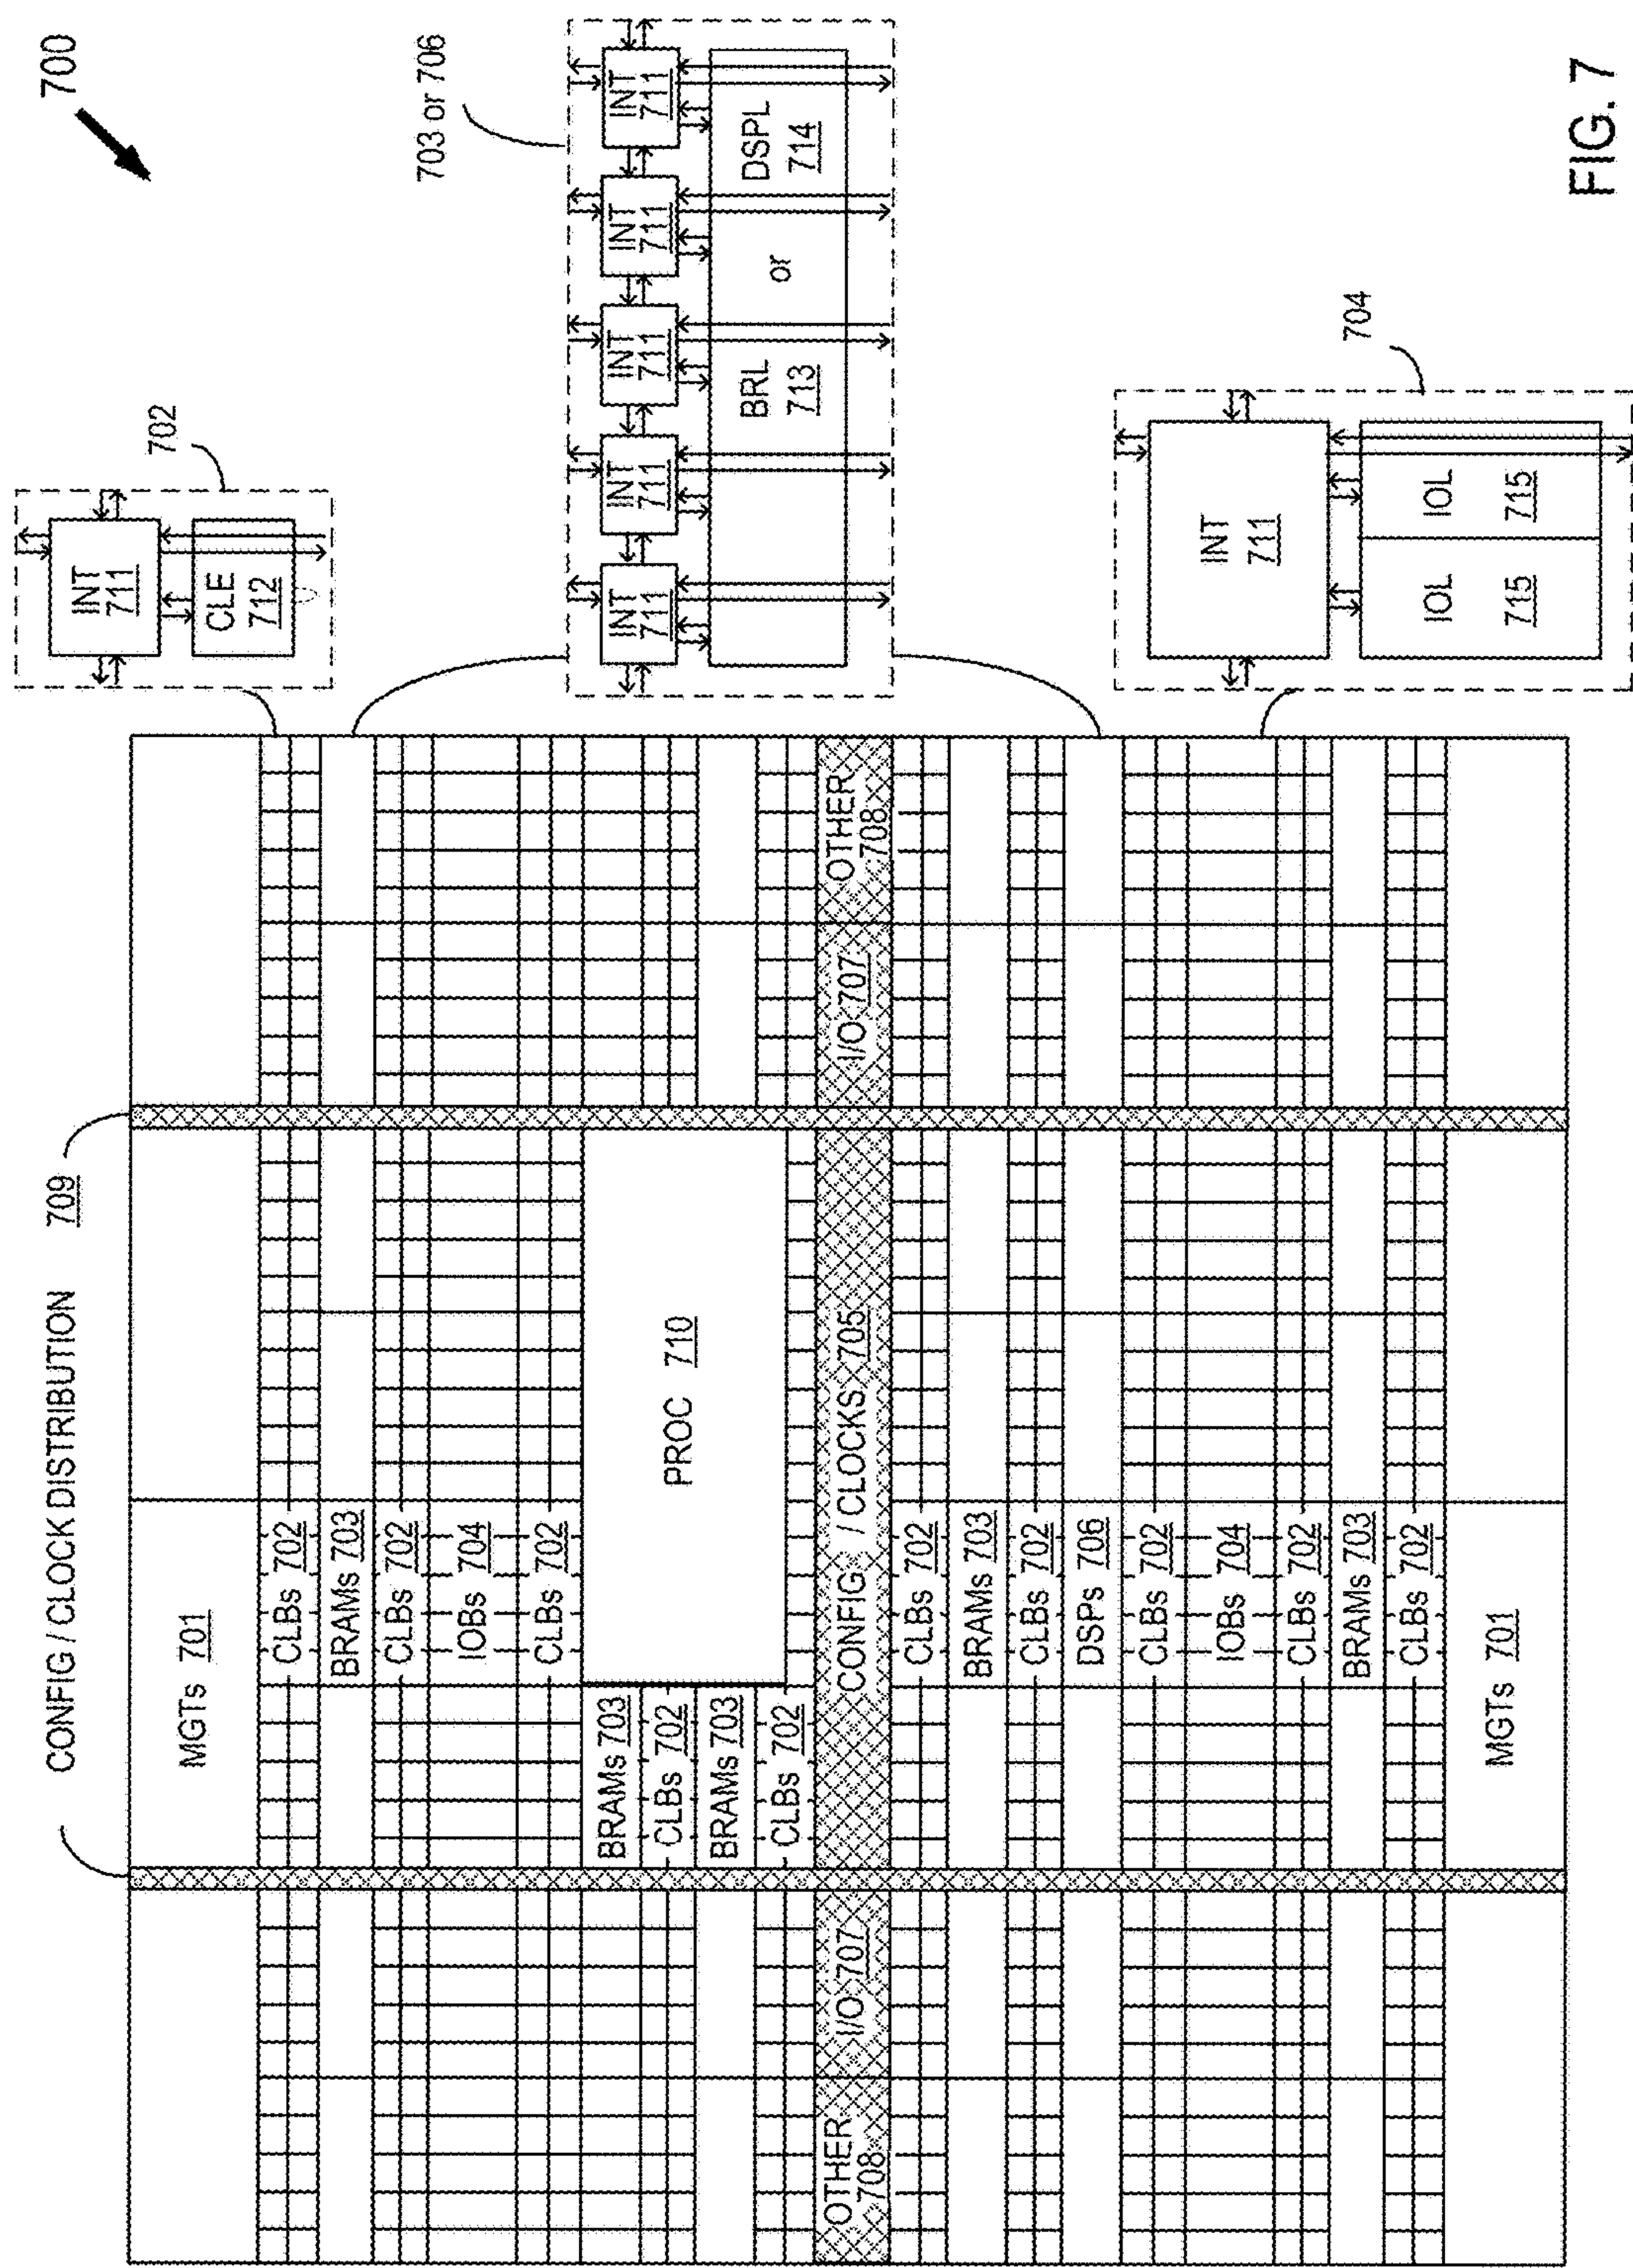 700
CONFIG / CLOCK DISTRIBUTION 709
MGTs 701
CLBs 702
BRAMs 703
CLBs 702
IOBs 704
CLBs 702
BRAMs 703
CLBs 702
BRAMs 703
CLBs 702
PROC 710
OTHER
708
I/O 707
CONFIG / CLOCKS 705
I/O 707
OTHER
708
CLBs 702
BRAMs 703
CLBs 702
DSPs 706
CLBs 702
IOBs 704
CLBs 702
BRAMs 703
CLBs 702
MGTs 701
702
INT
711
CLE
712
703 or 706
INT
711
INT
711
INT
711
INT
711
INT
711
BRL
713
or
DSPL
714
704
INT
711
IOL
715
IOL
715
FIG. 7